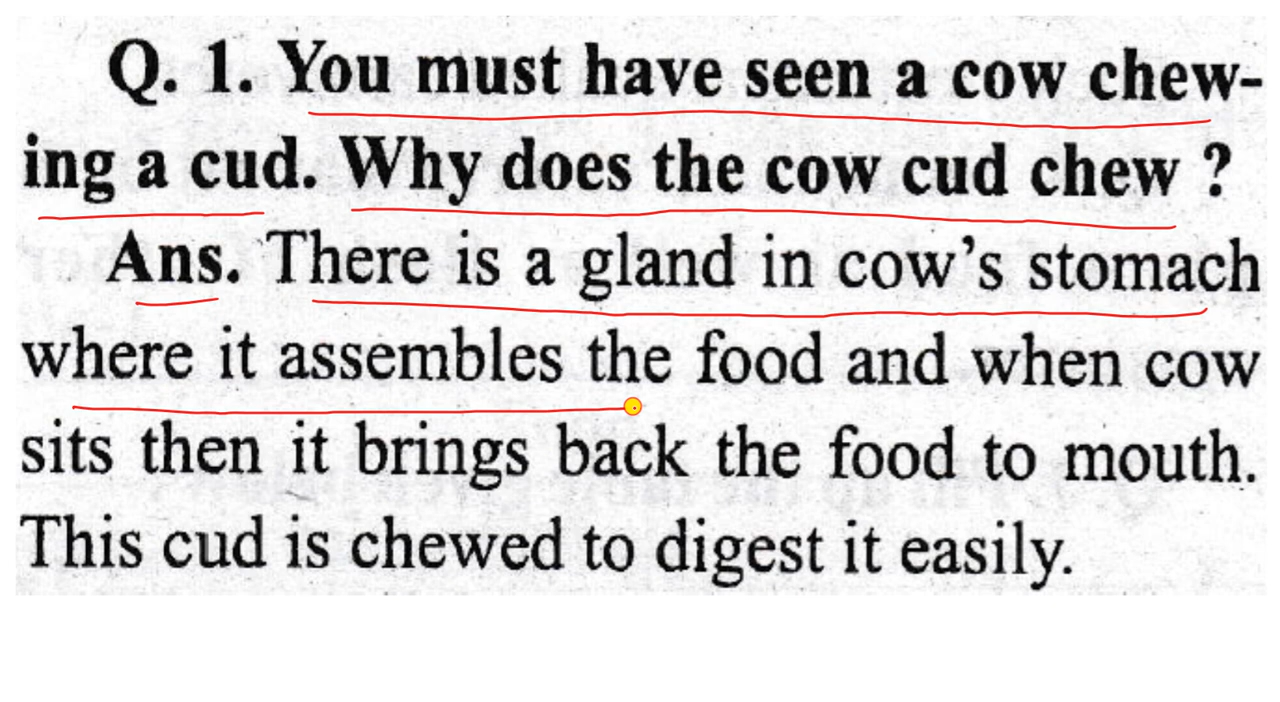 Q. 1. You must have seen a cow chew-
ing a cud. Why does the cow cud chew ?
Ans. There is a gland in cow's stomach
where it assembles the food and when cow
sits then it brings back the food to mouth.
This cud is chewed to digest it easily.